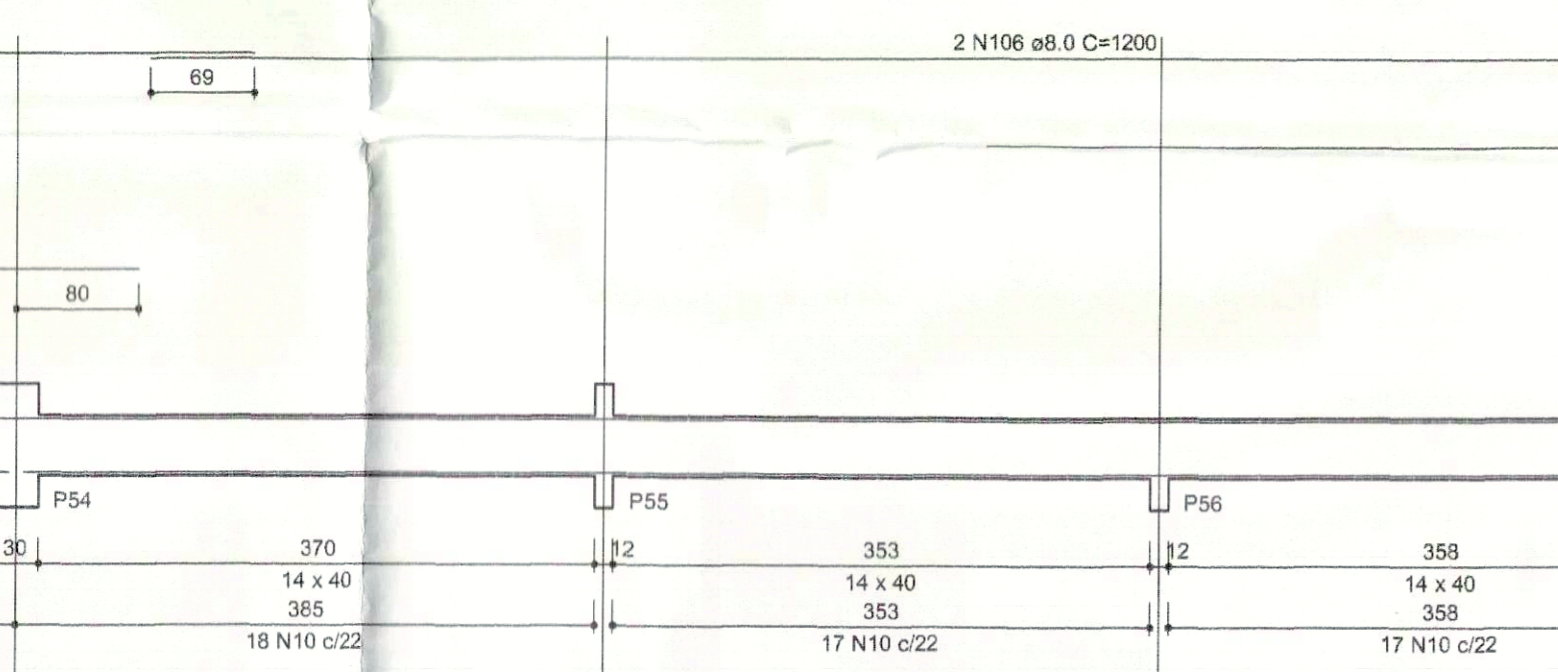 2 N106 ø8.0 C=1200
69
80
P54 P55 P56
30 370 12 353 12 358
14 x 40 14 x 40 14 x 40
385 353 358
18 N10 c/22 17 N10 c/22 17 N10 c/22